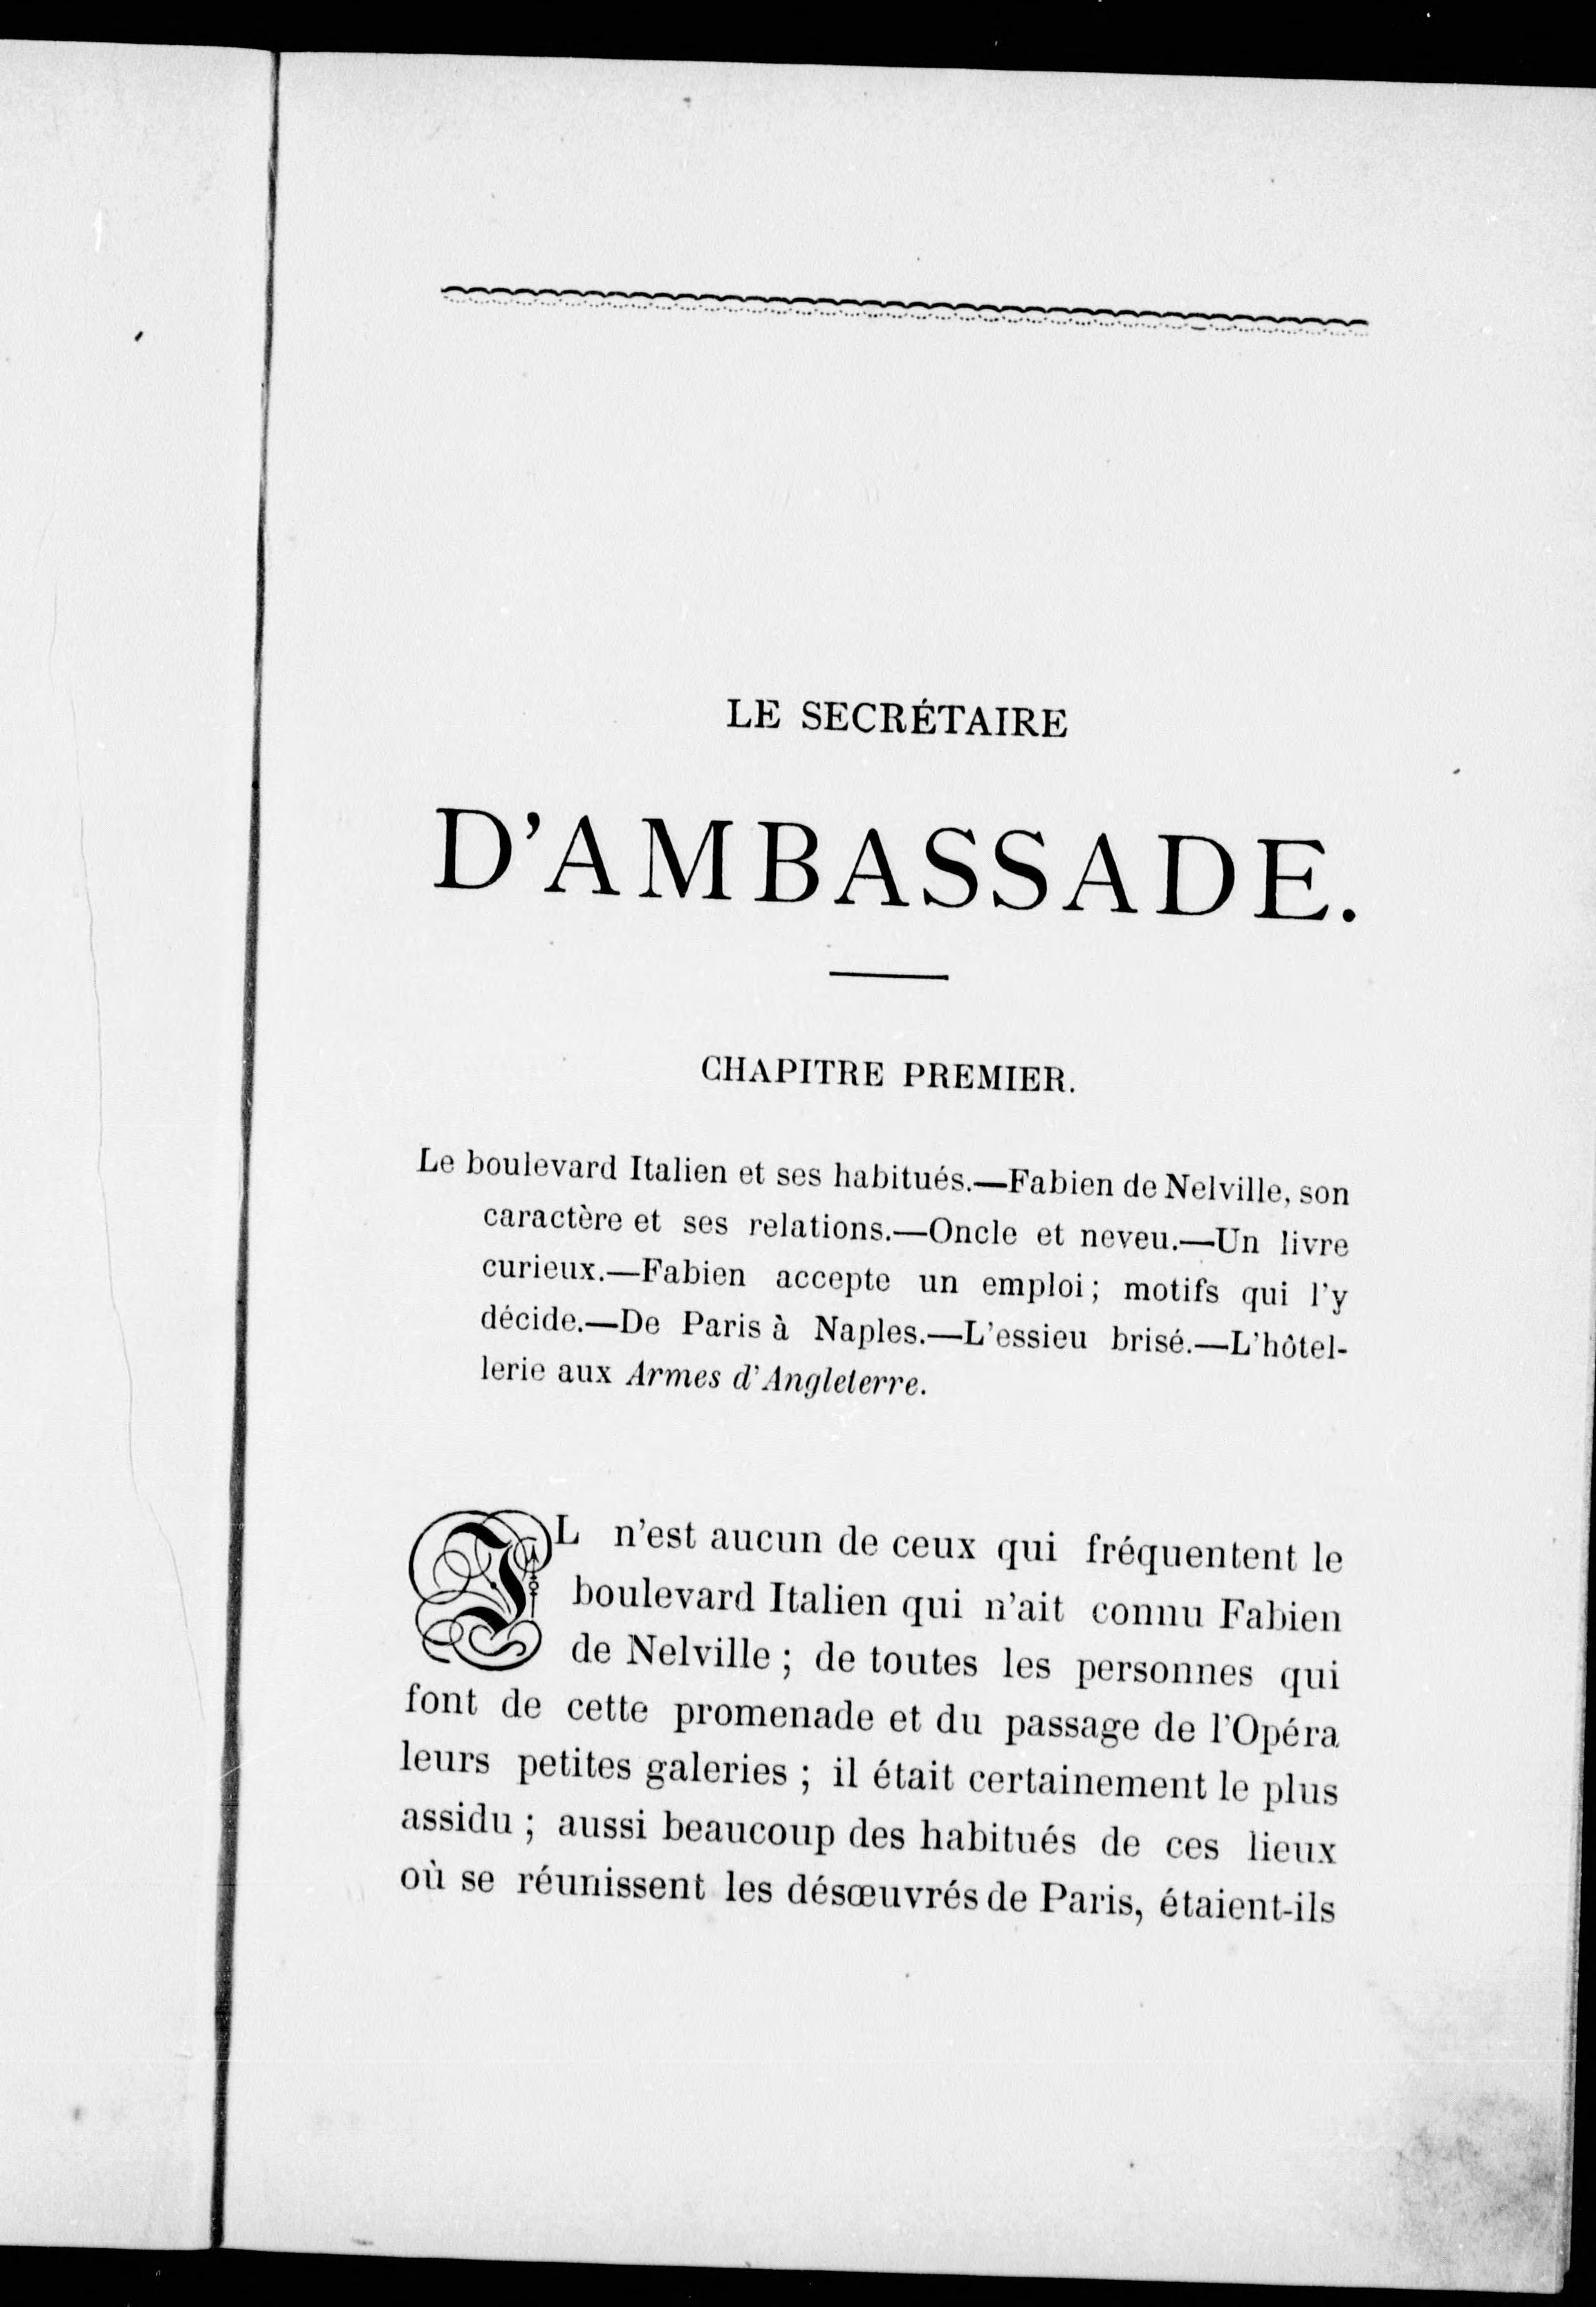 LE SECRÉTAIRE
D'AMBASSADE.
CHAPITRE PREMIER.
Le boulevard Italien et ses habitués.—Fabien de Nelville, son
caractère et ses relations.—Oncle et neveu.—Un livre
curieux.—Fabien accepte un emploi; motifs qui l'y
décide.—De Paris à Naples.—L'essieu brisé.—L'hôtel-
lerie aux Armes d'Angleterre.
IL n'est aucun de ceux qui fréquentent le
boulevard Italien qui n'ait connu Fabien
de Nelville ; de toutes les personnes qui
font de cette promenade et du passage de l'Opéra
leurs petites galeries ; il était certainement le plus
assidu ; aussi beaucoup des habitués de ces lieux
où se réunissent les désœuvrés de Paris, étaient-ils